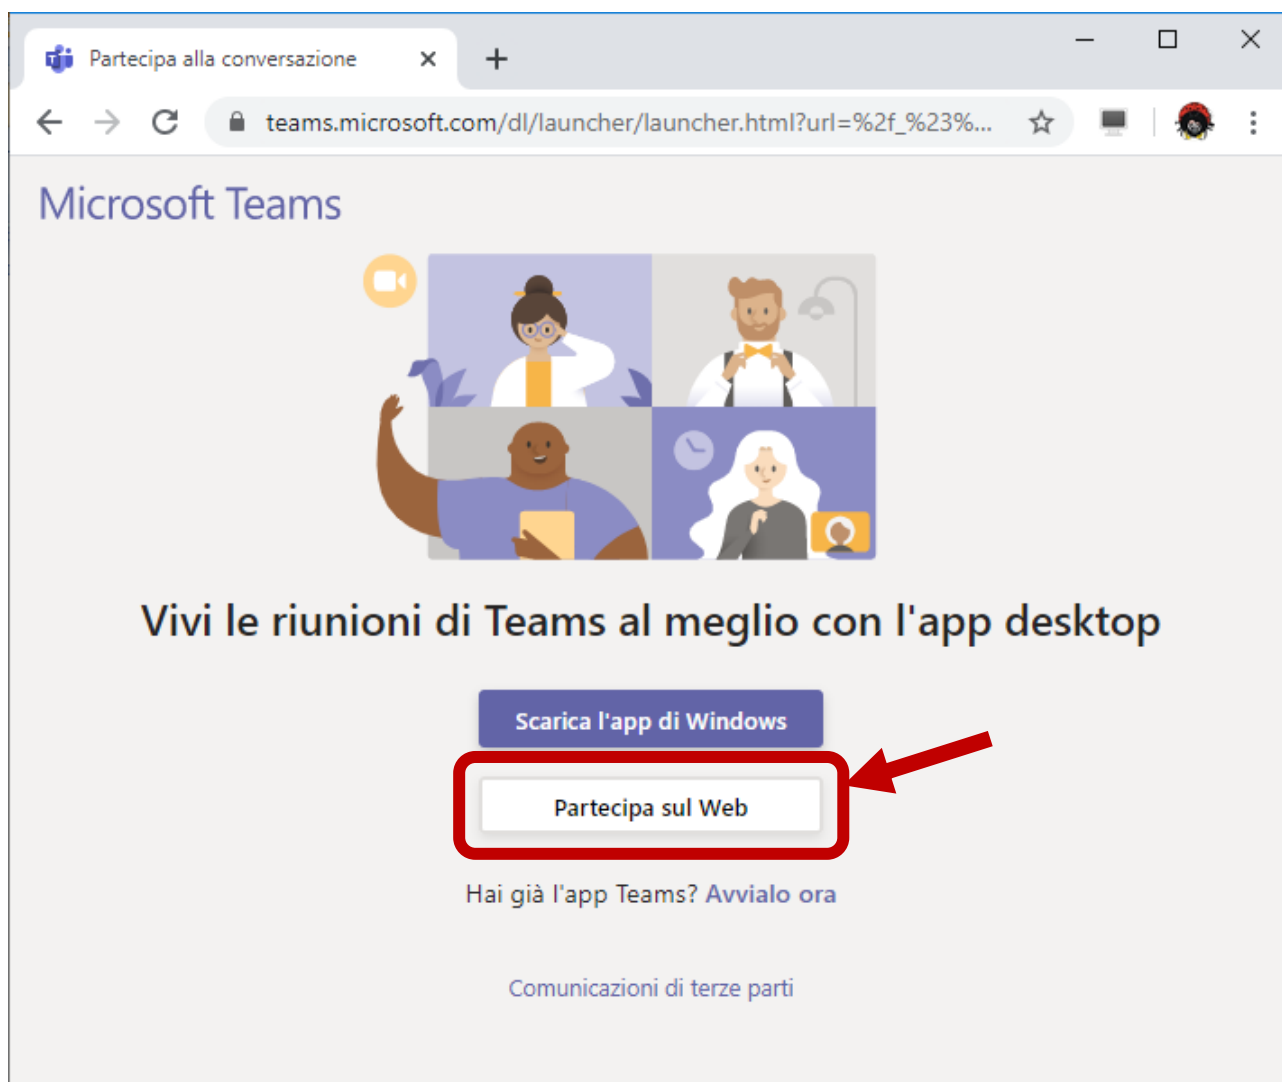 Partecipa alla conversazione
teams.microsoft.com/dl/launcher/launcher.html?url=%2f_%23%...
Microsoft Teams
Vivi le riunioni di Teams al meglio con l'app desktop
Scarica l'app di Windows
Partecipa sul Web
Hai già l'app Teams? Avvialo ora
Comunicazioni di terze parti